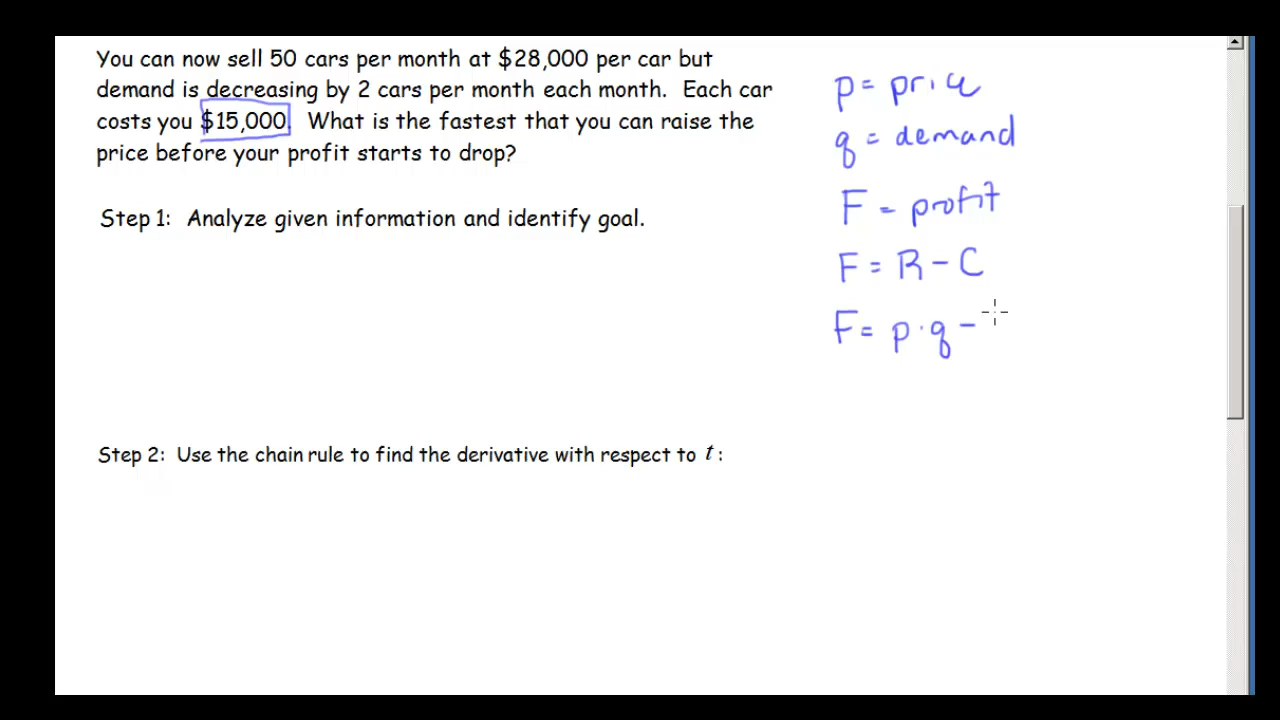 You can now sell 50 cars per month at $28,000 per car but
demand is decreasing by 2 cars per month each month. Each car
costs you $15,000. What is the fastest that you can raise the
price before your profit starts to drop?
Step 1: Analyze given information and identify goal.
Step 2: Use the chain rule to find the derivative with respect to t:
p = price
q = demand
F = profit
F = R - C
F = p·q -